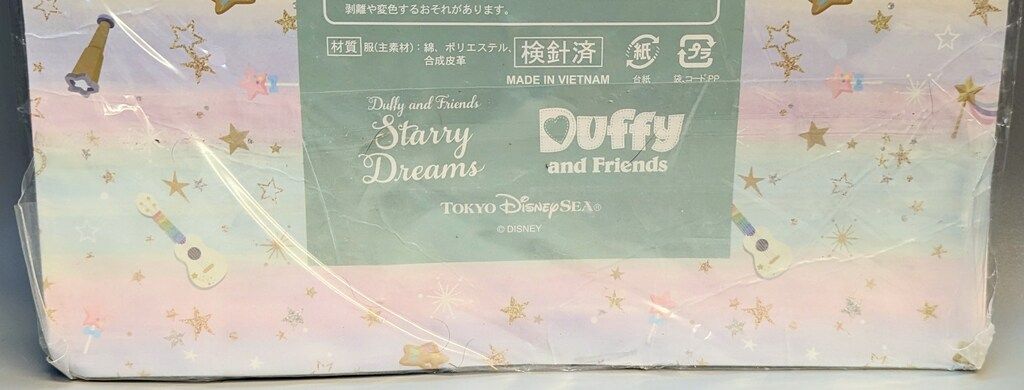 剥離や変色するおそれがあります。
材質 服(主素材):綿、ポリエステル、
合成皮革
検針済
MADE IN VIETNAM
紙
台紙
プラ
袋、コード:PP
Duffy and Friends
Starry
Dreams
Duffy
and Friends
TOKYO DISNEY SEA®
© DISNEY